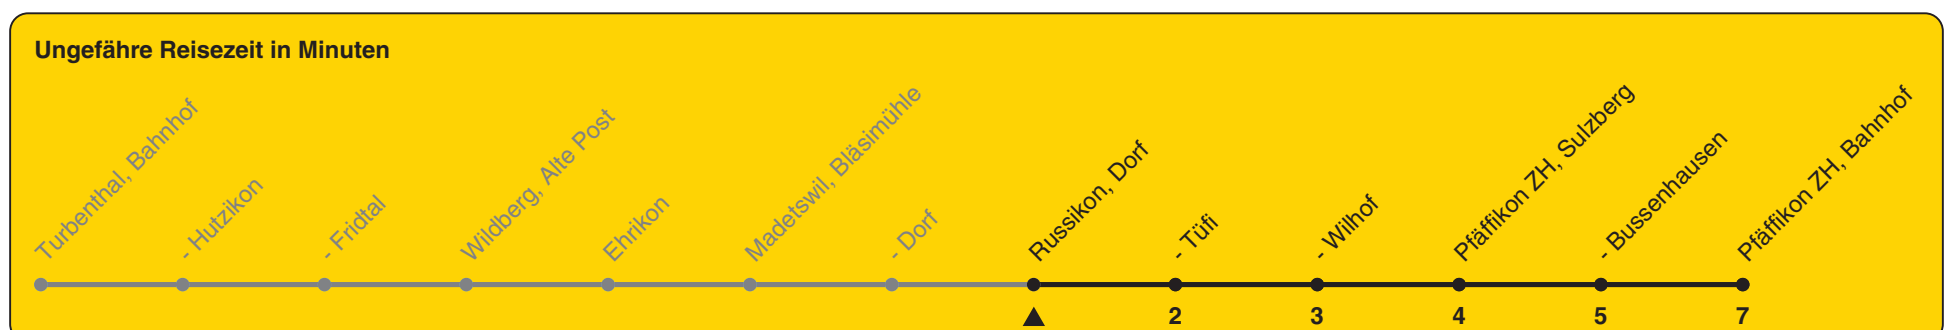 Ungefähre Reisezeit in Minuten
Turbenthal, Bahnhof
- Hutzikon
- Fridtal
Wildberg, Alte Post
Ehrikon
Madetswil, Bläsimühle
- Dorf
Russikon, Dorf
- Tüfi
- Wilhof
Pfäffikon ZH, Sulzberg
- Bussenhausen
Pfäffikon ZH, Bahnhof
2 3 4 5 7